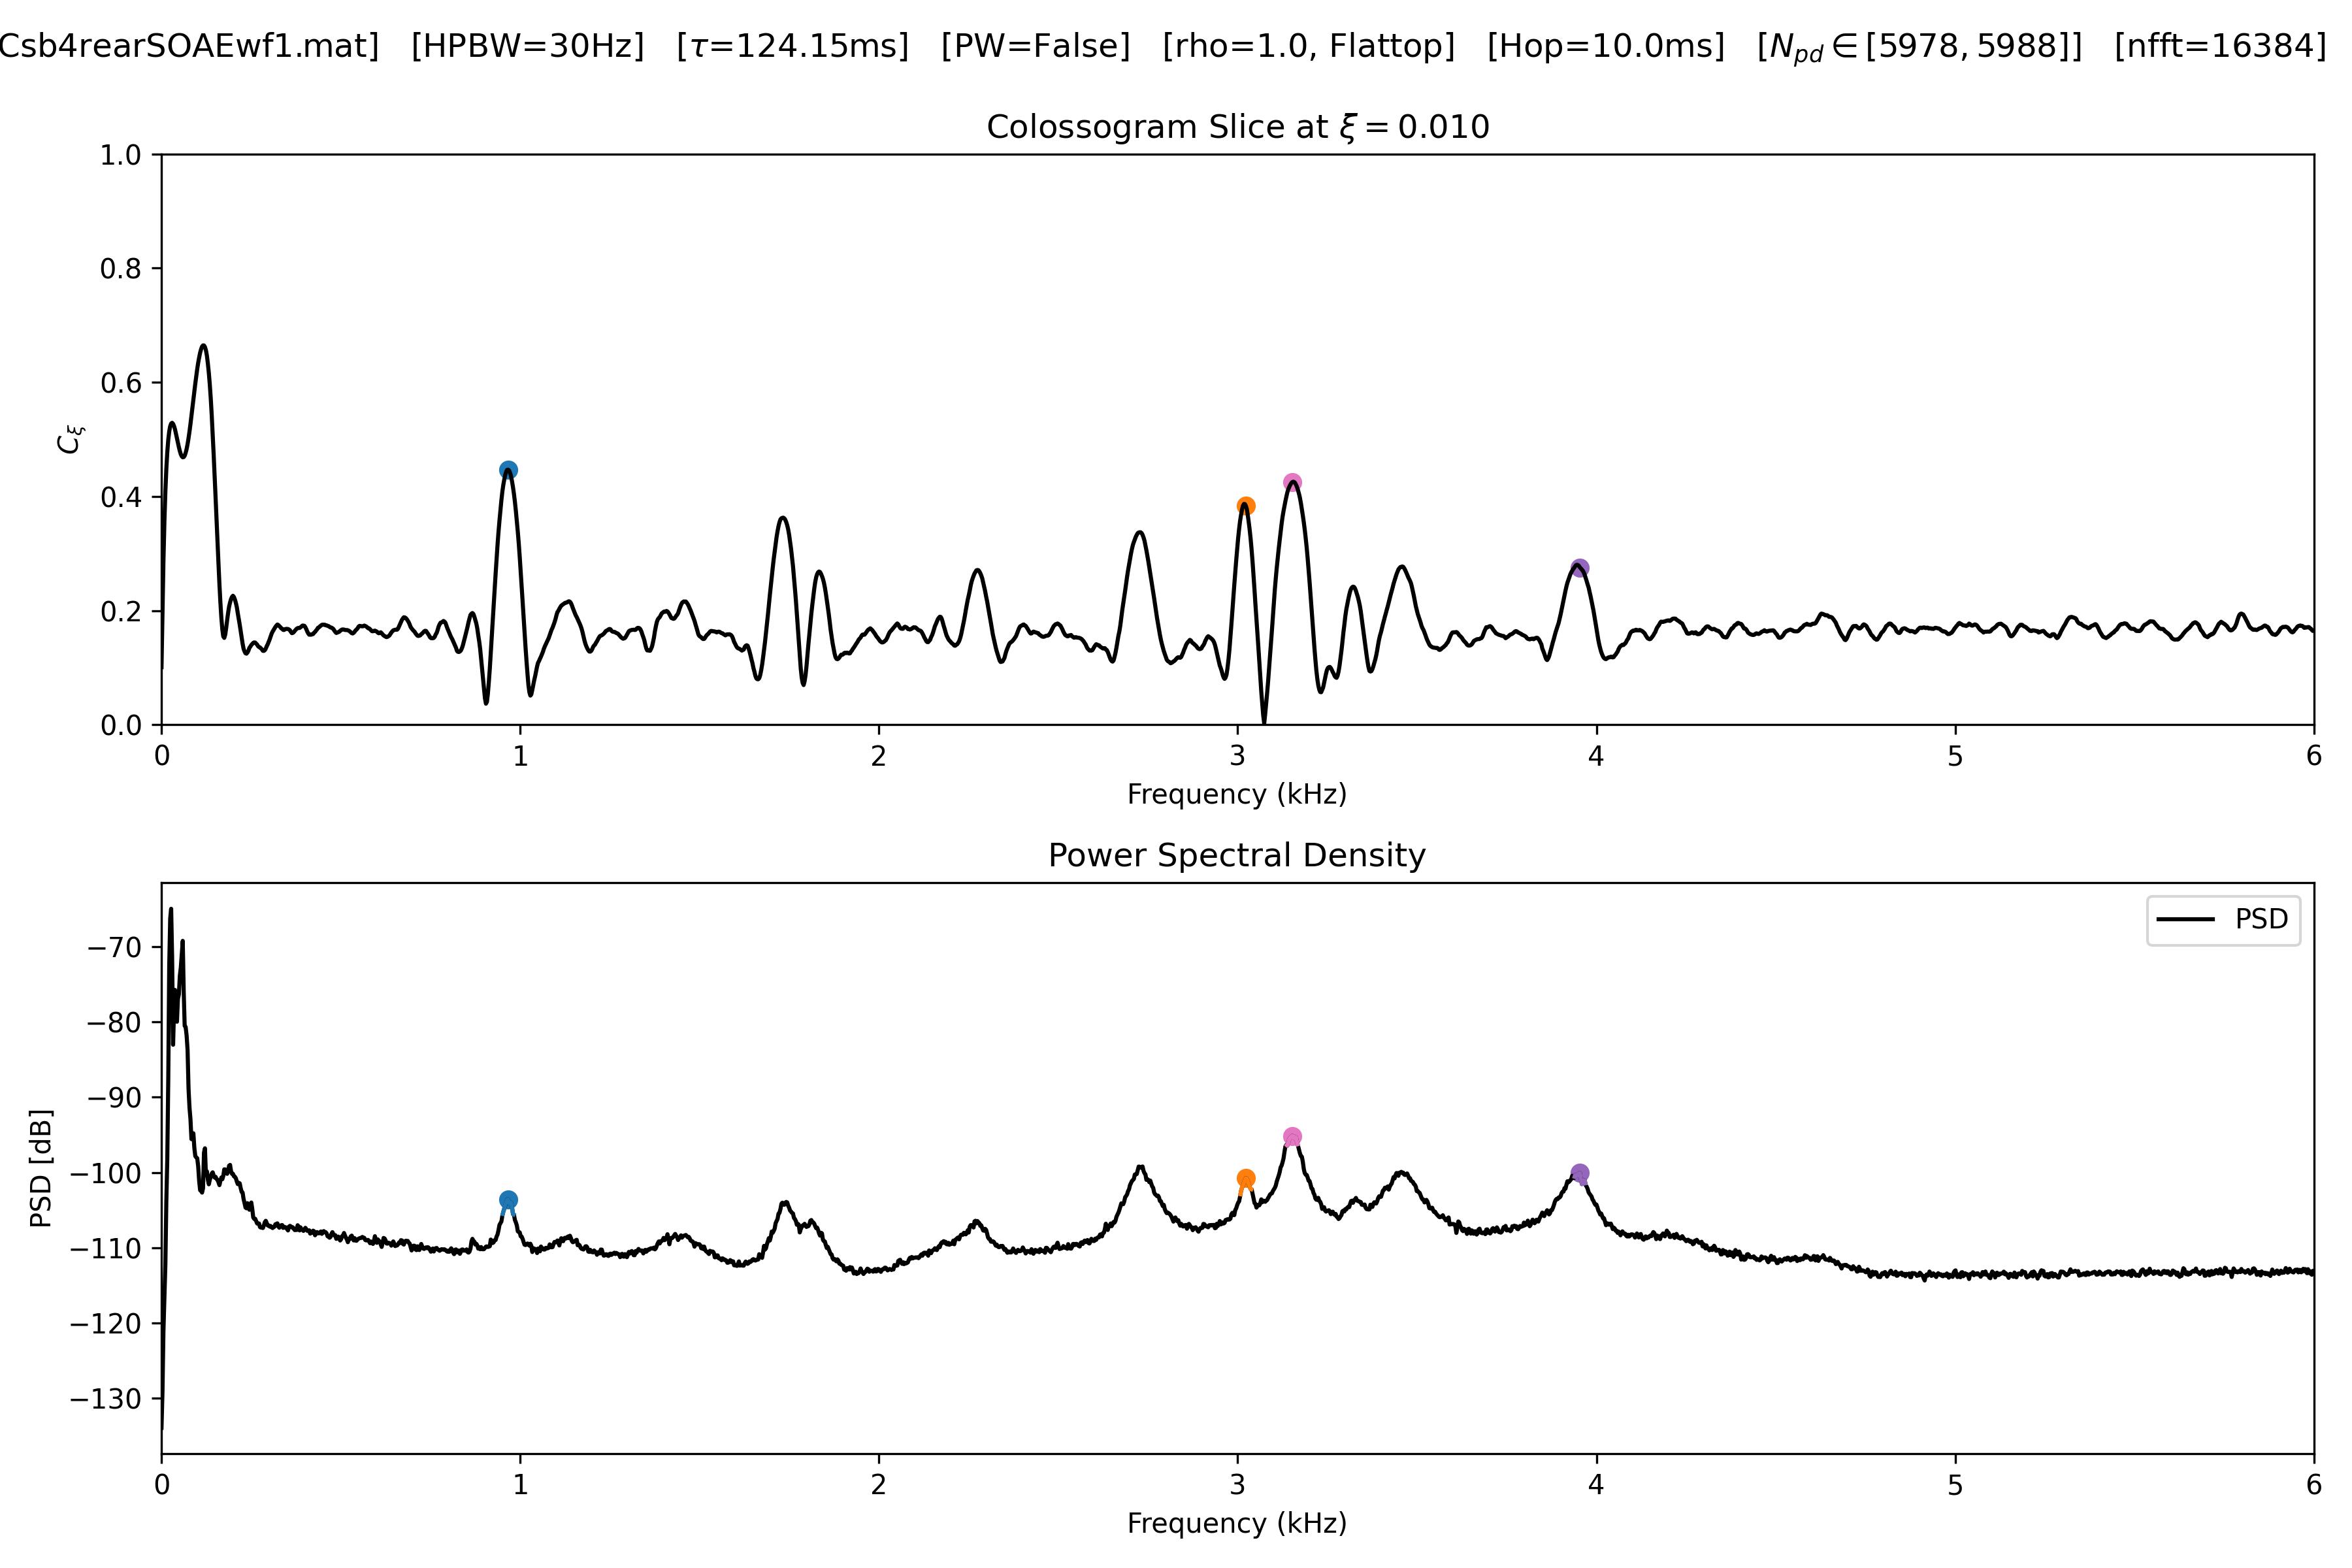 Csb4rearSOAEwf1.mat] [HPBW=30Hz] [τ=124.15ms] [PW=False] [rho=1.0, Flattop] [Hop=10.0ms] [N_pd ∈ [5978, 5988]] [nfft=16384]
Colossogram Slice at ξ = 0.010
1.0
0.8
0.6
0.4
0.2
0.0
C_ξ
0 1 2 3 4 5 6
Frequency (kHz)
Power Spectral Density
PSD
−70
−80
−90
−100
−110
−120
−130
PSD [dB]
0 1 2 3 4 5 6
Frequency (kHz)